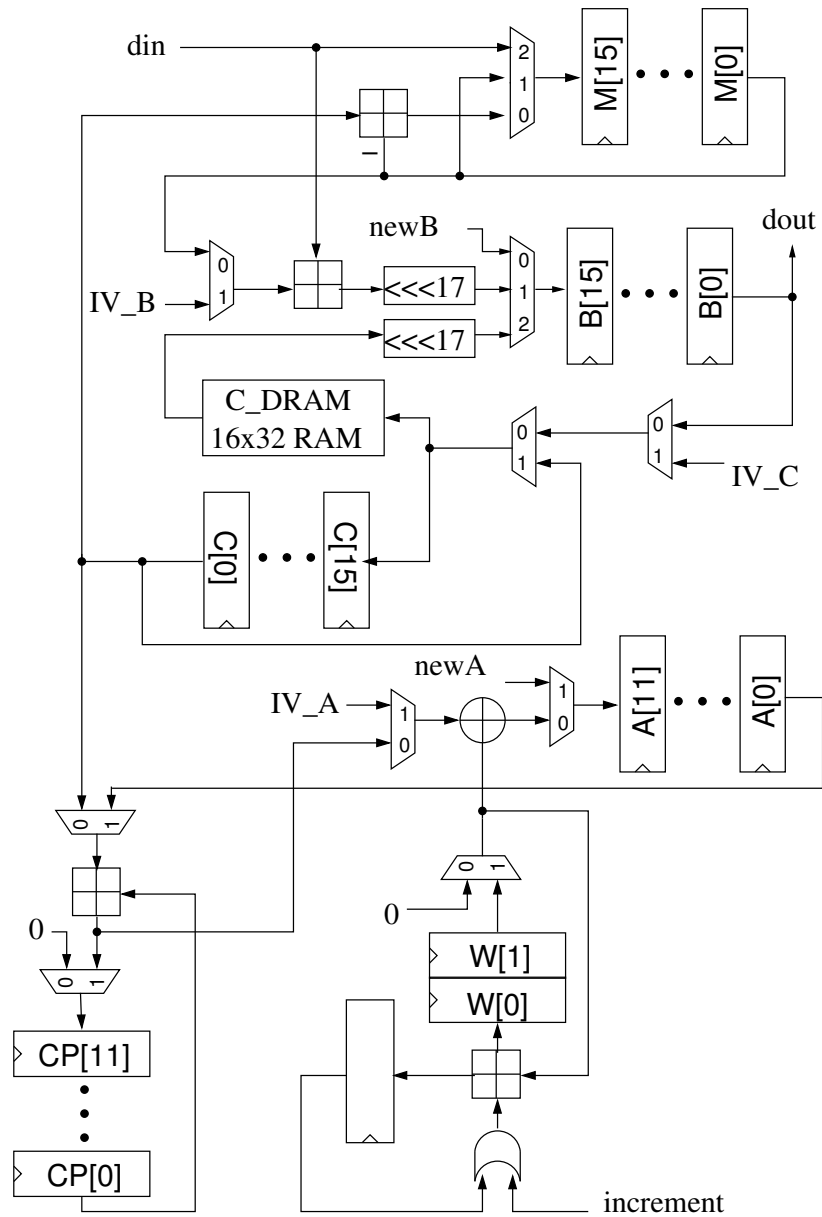 din
2
1
0
M[15]
M[0]
−
newB
dout
0
1
IV_B
<<<17
0
1
2
B[15]
B[0]
<<<17
C_DRAM
16x32 RAM
0
1
0
1
IV_C
C[0]
C[15]
newA
IV_A
1
0
1
0
A[11]
A[0]
0
1
0
1
0
0
0
1
W[1]
W[0]
CP[11]
CP[0]
increment